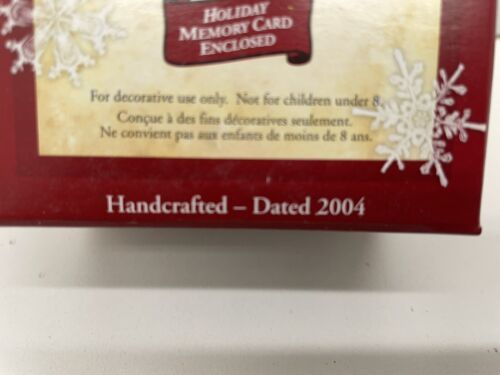 HOLIDAY
MEMORY CARD
ENCLOSED
For decorative use only. Not for children under 8.
Conçue à des fins décoratives seulement.
Ne convient pas aux enfants de moins de 8 ans.
Handcrafted – Dated 2004